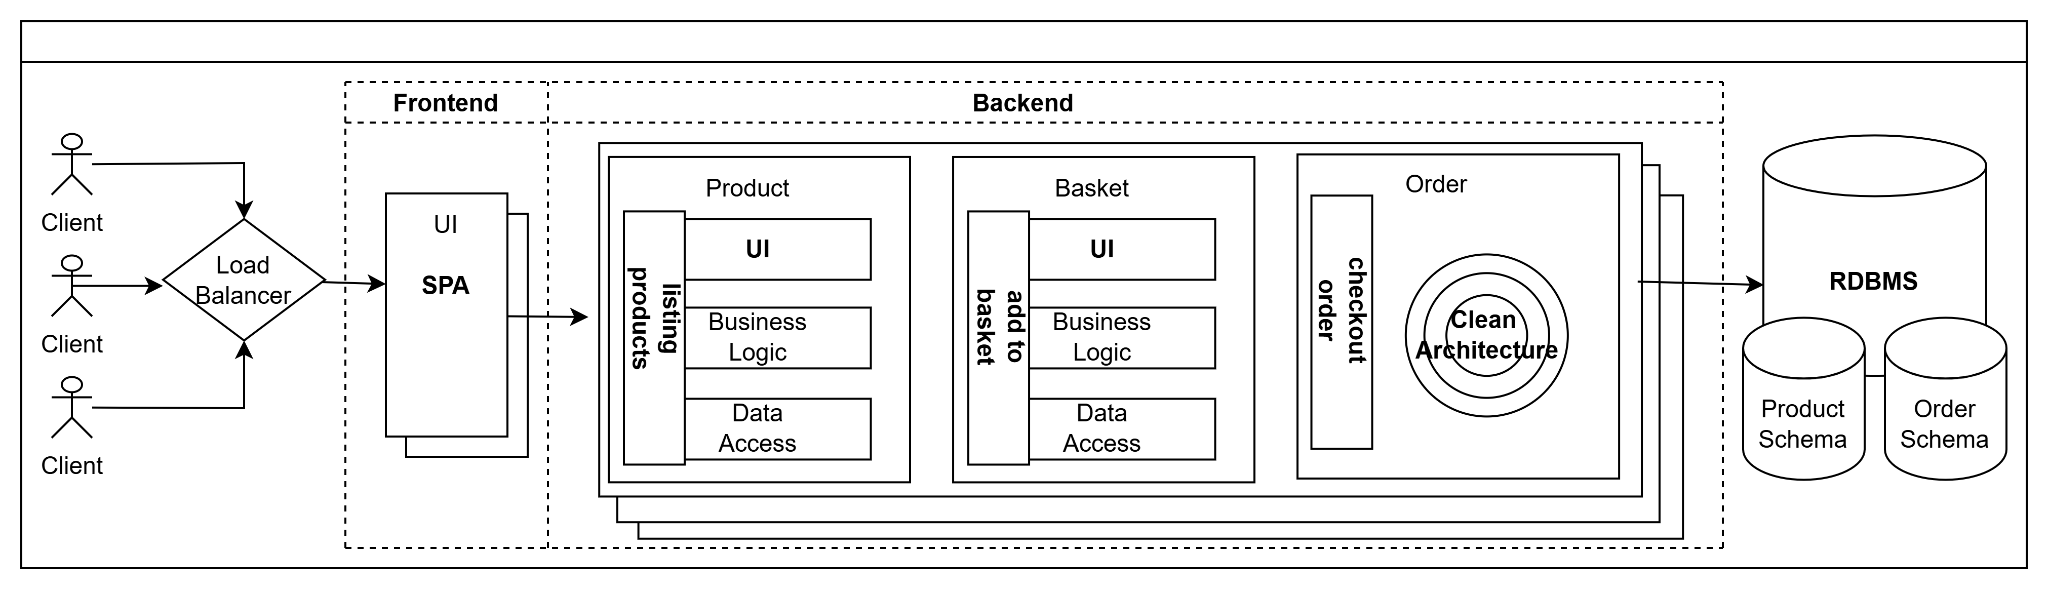 Frontend
Backend
Client
Client
Client
Load
Balancer
UI
SPA
Product
listing
products
UI
Business
Logic
Data
Access
Basket
add to
basket
UI
Business
Logic
Data
Access
Order
checkout
order
Clean
Architecture
RDBMS
Product
Schema
Order
Schema